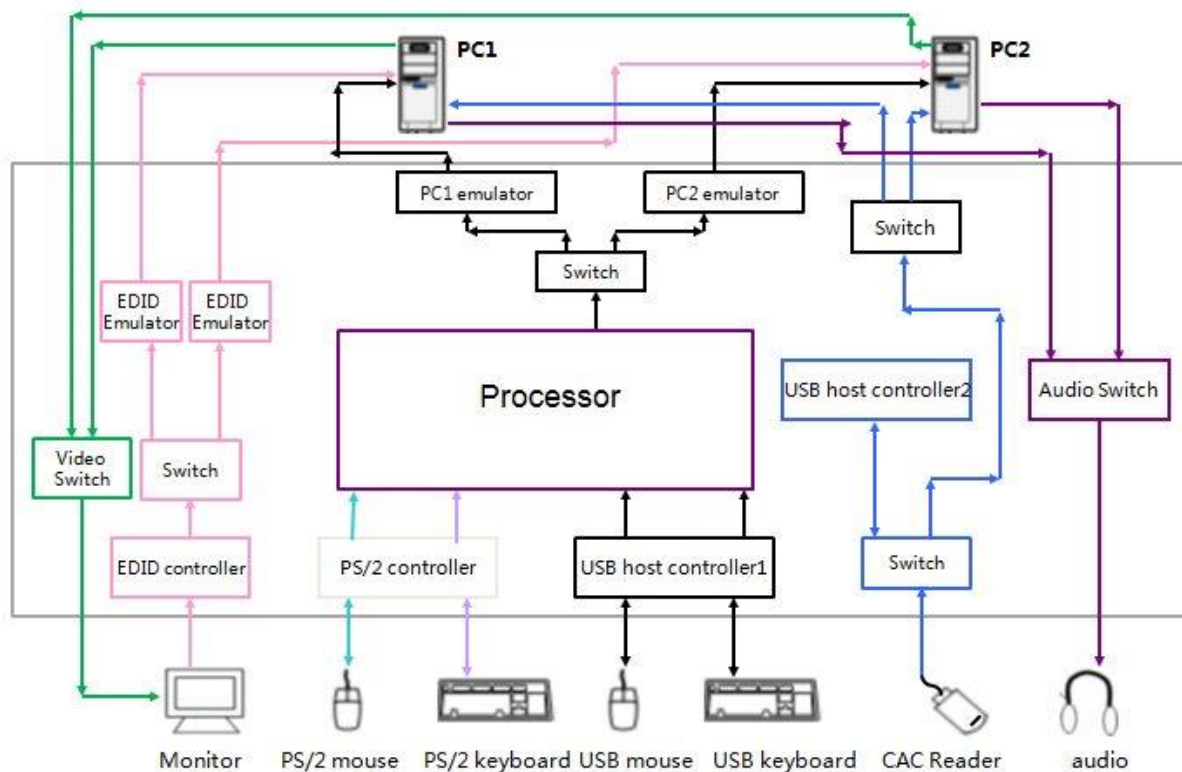 PC1
PC2
PC1 emulator
PC2 emulator
Switch
Switch
EDID
Emulator
EDID
Emulator
Processor
USB host controller2
Audio Switch
Video
Switch
Switch
EDID controller
PS/2 controller
USB host controller1
Switch
Monitor
PS/2 mouse
PS/2 keyboard
USB mouse
USB keyboard
CAC Reader
audio